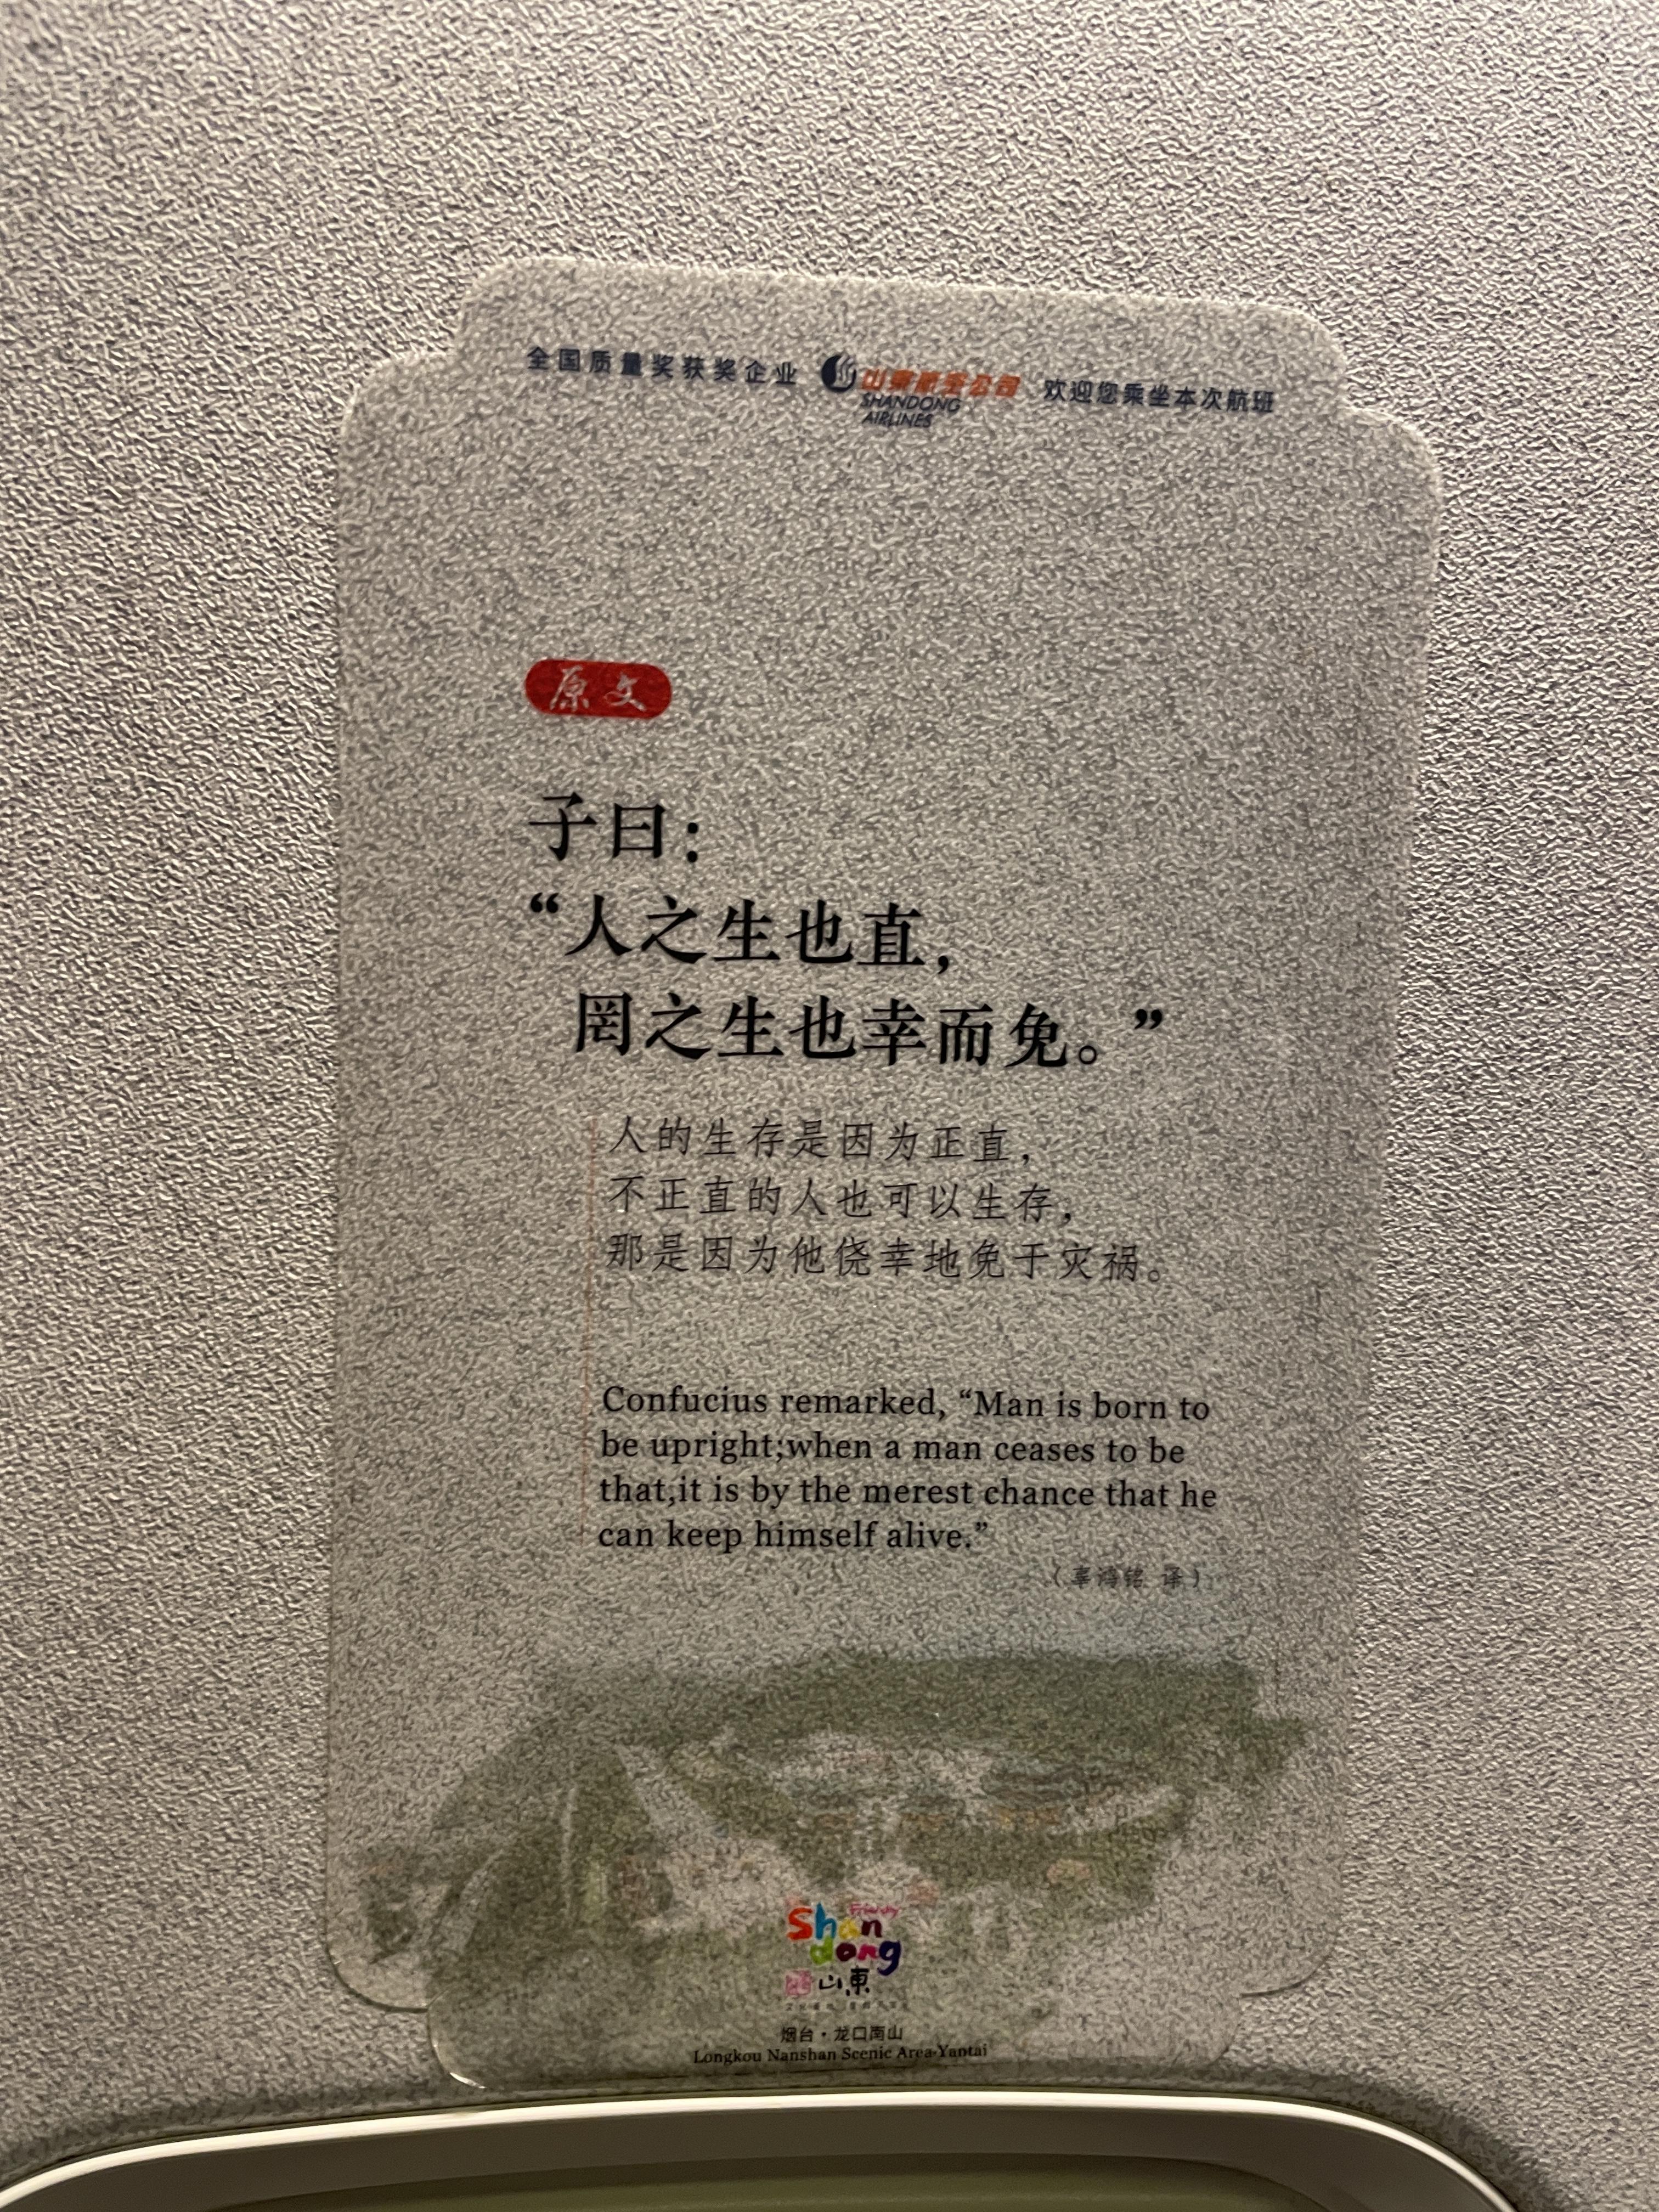 全国质量奖获奖企业 山東航空公司 欢迎您乘坐本次航班
SHANDONG
AIRLINES
原文
子曰：
“人之生也直，
罔之生也幸而免。”
人的生存是因为正直，
不正直的人也可以生存，
那是因为他侥幸地免于灾祸。
Confucius remarked, “Man is born to
be upright;when a man ceases to be
that,it is by the merest chance that he
can keep himself alive.”
（辜鸿铭 译）
Friendly
Shan
dong
山東
烟台·龙口南山
Longkou Nanshan Scenic Area·Yantai